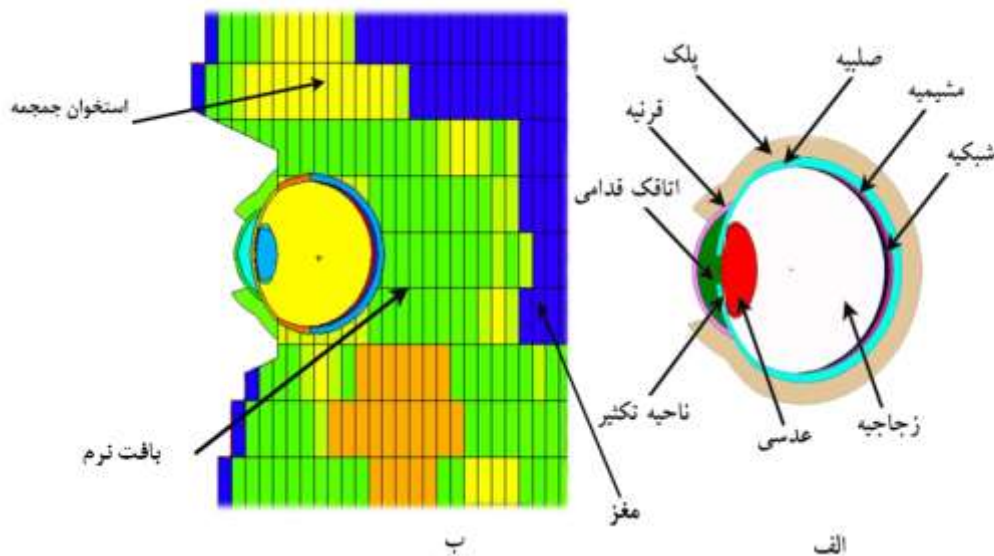 صلبیه
پلک
مشیمیه
قرنیه
شبکیه
اتاقک قدامی
استخوان جمجمه
ناحیه تکثیر
عدسی
زجاجیه
بافت نرم
مغز
الف
ب